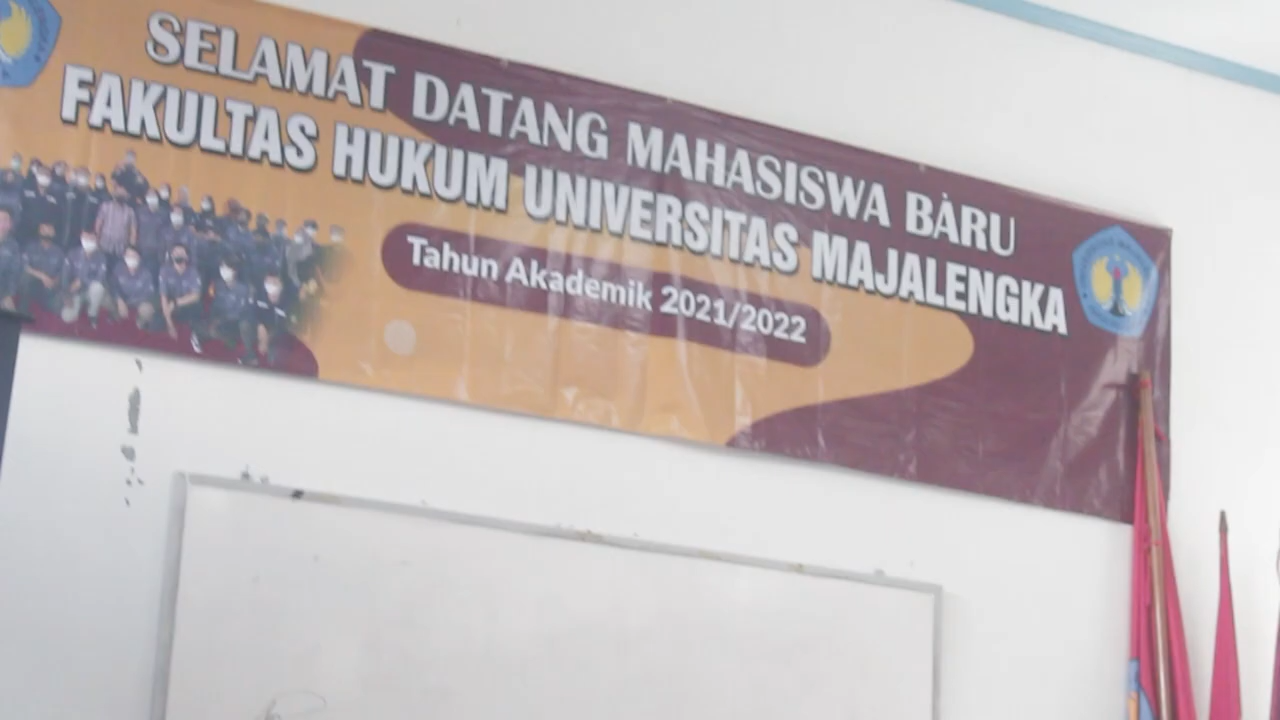 SELAMAT DATANG MAHASISWA BARU
FAKULTAS HUKUM UNIVERSITAS MAJALENGKA
Tahun Akademik 2021/2022